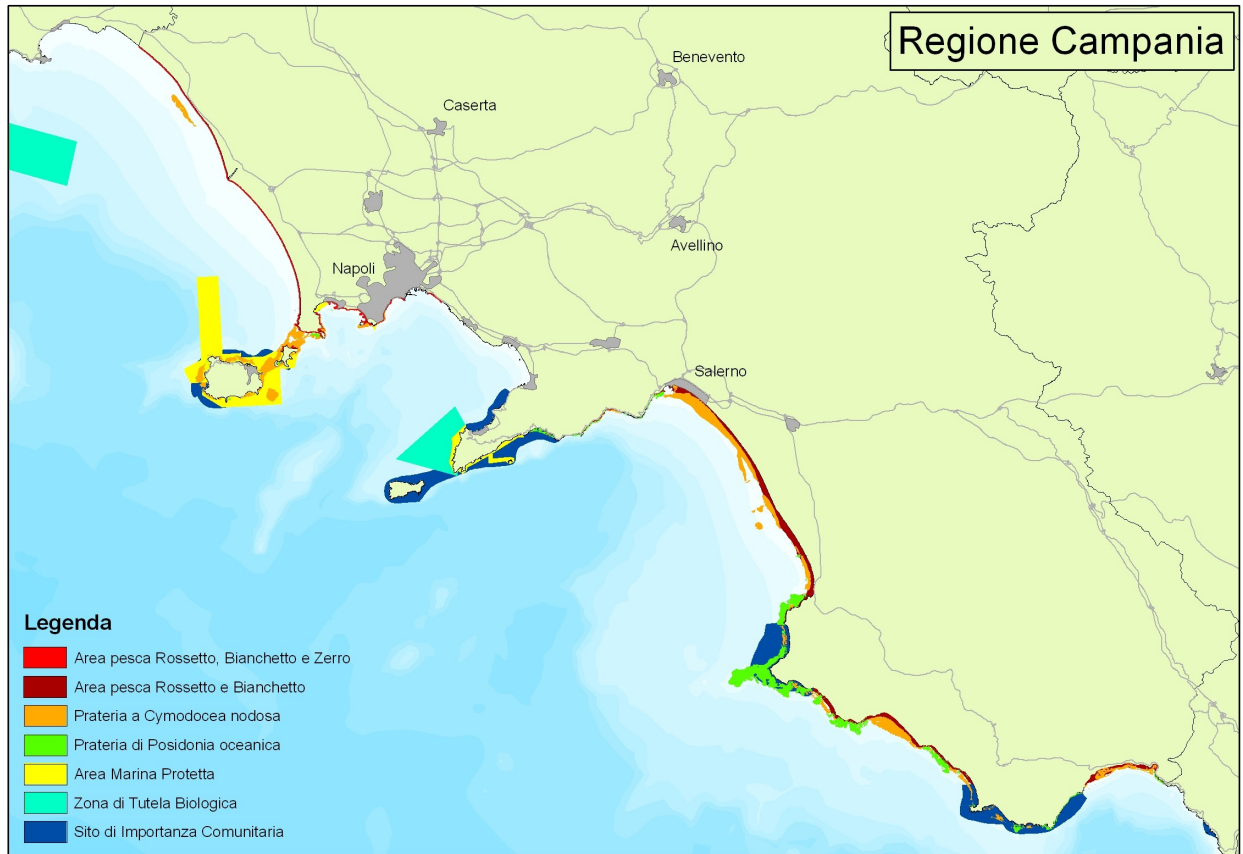 Regione Campania
Benevento
Caserta
Avellino
Napoli
Salerno
Legenda
Area pesca Rossetto, Bianchetto e Zerro
Area pesca Rossetto e Bianchetto
Prateria a Cymodocea nodosa
Prateria di Posidonia oceanica
Area Marina Protetta
Zona di Tutela Biologica
Sito di Importanza Comunitaria